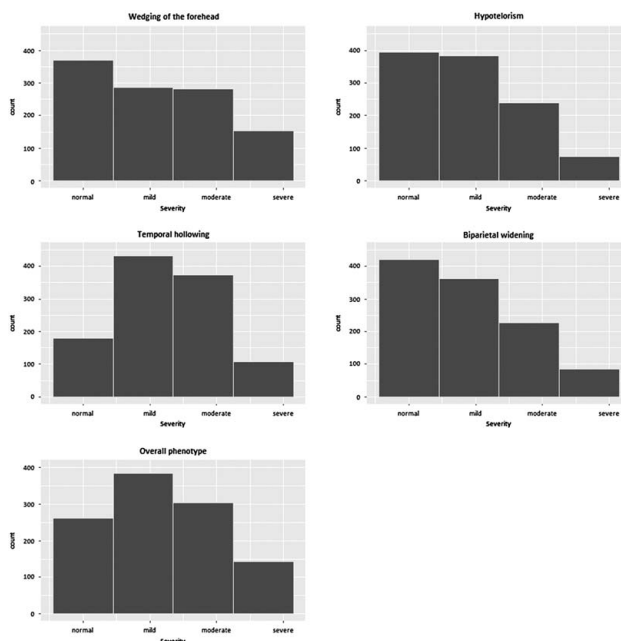 Wedging of the forehead
400
300
200
100
0
count
normal mild moderate severe
Severity
Hypotelorism
400
300
200
100
0
count
normal mild moderate severe
Severity
Temporal hollowing
400
300
200
100
0
count
normal mild moderate severe
Severity
Biparietal widening
400
300
200
100
0
count
normal mild moderate severe
Severity
Overall phenotype
400
300
200
100
0
count
normal mild moderate severe
Severity